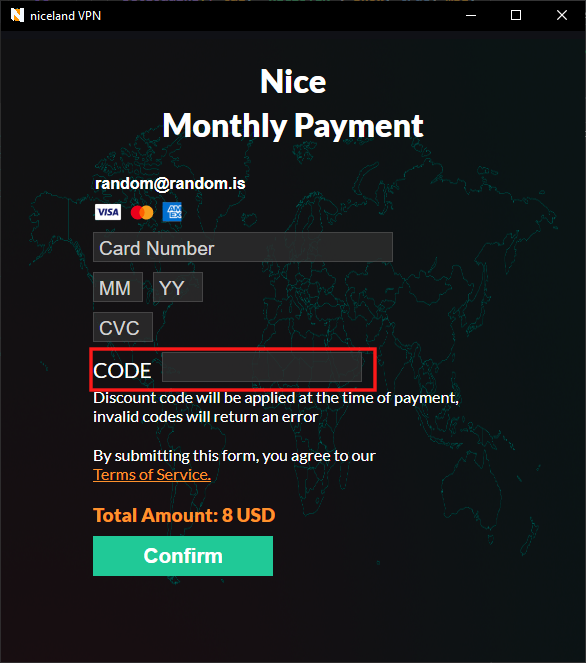 niceland VPN
Nice
Monthly Payment
random@random.is
VISA
AMEX
Card Number
MM YY
CVC
CODE
Discount code will be applied at the time of payment,
invalid codes will return an error
By submitting this form, you agree to our
Terms of Service.
Total Amount: 8 USD
Confirm